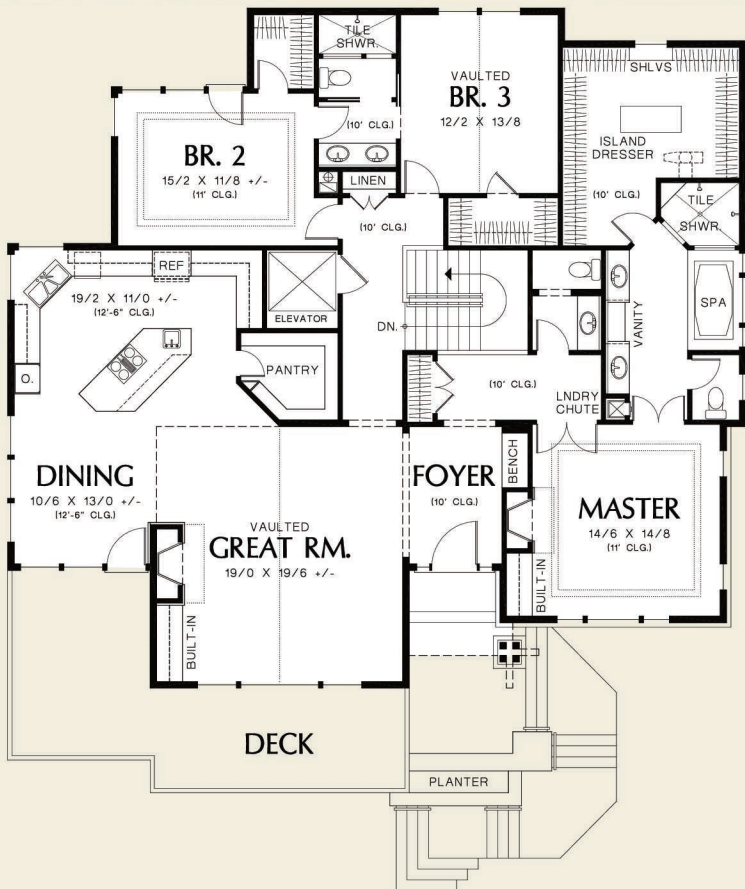 TILE
SHWR.
VAULTED
BR. 3
12/2 X 13/8
SHLVS
ISLAND
DRESSER
(10' CLG.)
(10' CLG.)
BR. 2
15/2 X 11/8 +/-
(11' CLG.)
LINEN
(10' CLG.)
TILE
SHWR.
REF
19/2 X 11/0 +/-
(12'-6" CLG.)
ELEVATOR
DN.
VANITY
SPA
O.
PANTRY
(10' CLG.)
LNDRY
CHUTE
DINING
10/6 X 13/0 +/-
(12'-6" CLG.)
VAULTED
GREAT RM.
19/0 X 19/6 +/-
FOYER
(10' CLG.)
BENCH
MASTER
14/6 X 14/8
(11' CLG.)
BUILT-IN
BUILT-IN
DECK
PLANTER